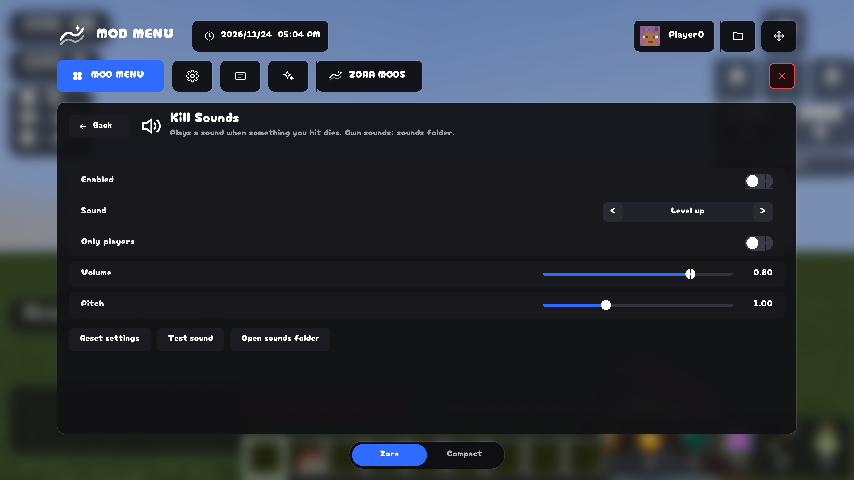 MOD MENU
2026/11/24 05:04 PM
Player0
MOD MENU
ZORA MODS
Back
Kill Sounds
Plays a sound when something you hit dies. Own sounds: sounds folder.
Enabled
Sound
< Level up >
Only players
Volume
0.80
Pitch
1.00
Reset settings
Test sound
Open sounds folder
Zora
Compact